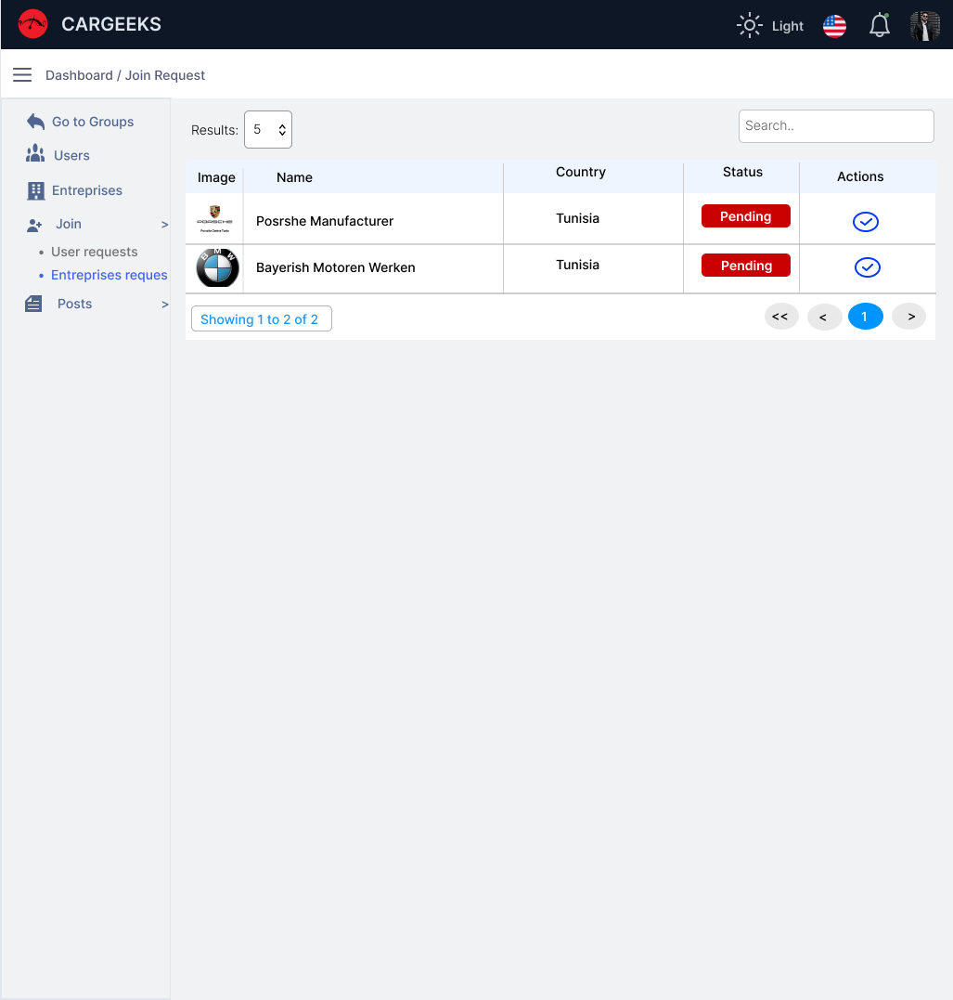 CARGEEKS
Light
Dashboard / Join Request
Go to Groups
Users
Entreprises
Join >
• User requests
• Entreprises reques
Posts >
Results: 5
Search..
Image Name Country Status Actions
PORSCHE
Posrshe Manufacturer Tunisia Pending
BMW
Bayerish Motoren Werken Tunisia Pending
Showing 1 to 2 of 2
<< < 1 >